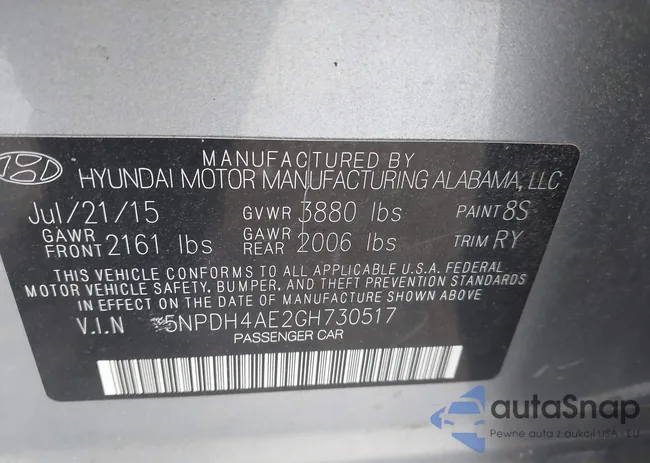 MANUFACTURED BY
HYUNDAI MOTOR MANUFACTURING ALABAMA, LLC
Jul/21/15 GVWR 3880 lbs PAINT 8S
GAWR FRONT 2161 lbs GAWR REAR 2006 lbs TRIM RY
THIS VEHICLE CONFORMS TO ALL APPLICABLE U.S.A. FEDERAL
MOTOR VEHICLE SAFETY, BUMPER, AND THEFT PREVENTION STANDARDS
IN EFFECT ON THE DATE OF MANUFACTURE SHOWN ABOVE
V.I.N 5NPDH4AE2GH730517
PASSENGER CAR
autaSnap
Pewne auta z aukcji USA i EU